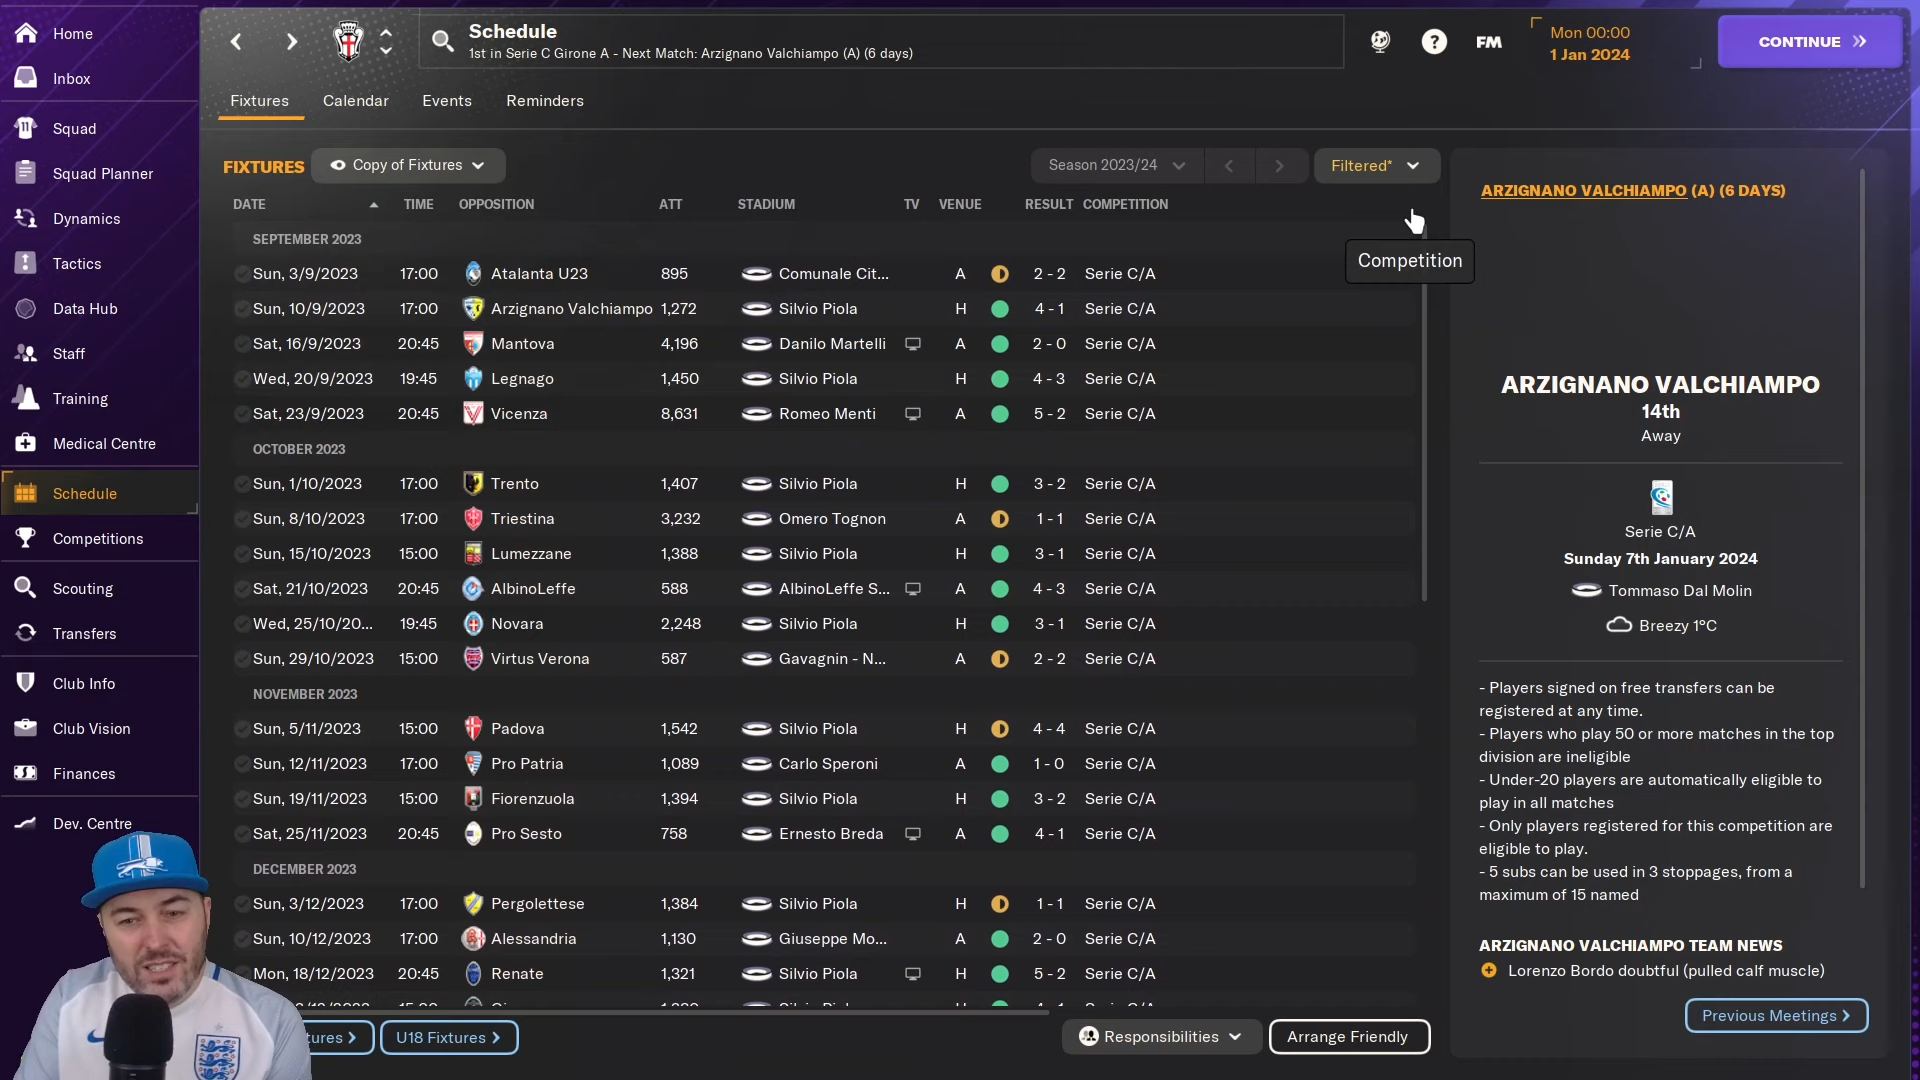 Home
Inbox
Squad
Squad Planner
Dynamics
Tactics
Data Hub
Staff
Training
Medical Centre
Schedule
Competitions
Scouting
Transfers
Club Info
Club Vision
Finances
Dev. Centre
Schedule
1st in Serie C Girone A - Next Match: Arzignano Valchiampo (A) (6 days)
FM
Mon 00:00
1 Jan 2024
CONTINUE
Fixtures Calendar Events Reminders
FIXTURES Copy of Fixtures Season 2023/24 Filtered*
DATE TIME OPPOSITION ATT STADIUM TV VENUE RESULT COMPETITION
Competition
SEPTEMBER 2023
Sun, 3/9/2023 17:00 Atalanta U23 895 Comunale Cit... A 2 - 2 Serie C/A
Sun, 10/9/2023 17:00 Arzignano Valchiampo 1,272 Silvio Piola H 4 - 1 Serie C/A
Sat, 16/9/2023 20:45 Mantova 4,196 Danilo Martelli A 2 - 0 Serie C/A
Wed, 20/9/2023 19:45 Legnago 1,450 Silvio Piola H 4 - 3 Serie C/A
Sat, 23/9/2023 20:45 Vicenza 8,631 Romeo Menti A 5 - 2 Serie C/A
OCTOBER 2023
Sun, 1/10/2023 17:00 Trento 1,407 Silvio Piola H 3 - 2 Serie C/A
Sun, 8/10/2023 17:00 Triestina 3,232 Omero Tognon A 1 - 1 Serie C/A
Sun, 15/10/2023 15:00 Lumezzane 1,388 Silvio Piola H 3 - 1 Serie C/A
Sat, 21/10/2023 20:45 AlbinoLeffe 588 AlbinoLeffe S... A 4 - 3 Serie C/A
Wed, 25/10/20... 19:45 Novara 2,248 Silvio Piola H 3 - 1 Serie C/A
Sun, 29/10/2023 15:00 Virtus Verona 587 Gavagnin - N... A 2 - 2 Serie C/A
NOVEMBER 2023
Sun, 5/11/2023 15:00 Padova 1,542 Silvio Piola H 4 - 4 Serie C/A
Sun, 12/11/2023 17:00 Pro Patria 1,089 Carlo Speroni A 1 - 0 Serie C/A
Sun, 19/11/2023 15:00 Fiorenzuola 1,394 Silvio Piola H 3 - 2 Serie C/A
Sat, 25/11/2023 20:45 Pro Sesto 758 Ernesto Breda A 4 - 1 Serie C/A
DECEMBER 2023
Sun, 3/12/2023 17:00 Pergolettese 1,384 Silvio Piola H 1 - 1 Serie C/A
Sun, 10/12/2023 17:00 Alessandria 1,130 Giuseppe Mo... A 2 - 0 Serie C/A
Mon, 18/12/2023 20:45 Renate 1,321 Silvio Piola H 5 - 2 Serie C/A
U18 Fixtures
Responsibilities
Arrange Friendly
ARZIGNANO VALCHIAMPO (A) (6 DAYS)
ARZIGNANO VALCHIAMPO
14th
Away
Serie C/A
Sunday 7th January 2024
Tommaso Dal Molin
Breezy 1°C
- Players signed on free transfers can be
registered at any time.
- Players who play 50 or more matches in the top
division are ineligible
- Under-20 players are automatically eligible to
play in all matches
- Only players registered for this competition are
eligible to play.
- 5 subs can be used in 3 stoppages, from a
maximum of 15 named
ARZIGNANO VALCHIAMPO TEAM NEWS
Lorenzo Bordo doubtful (pulled calf muscle)
Previous Meetings